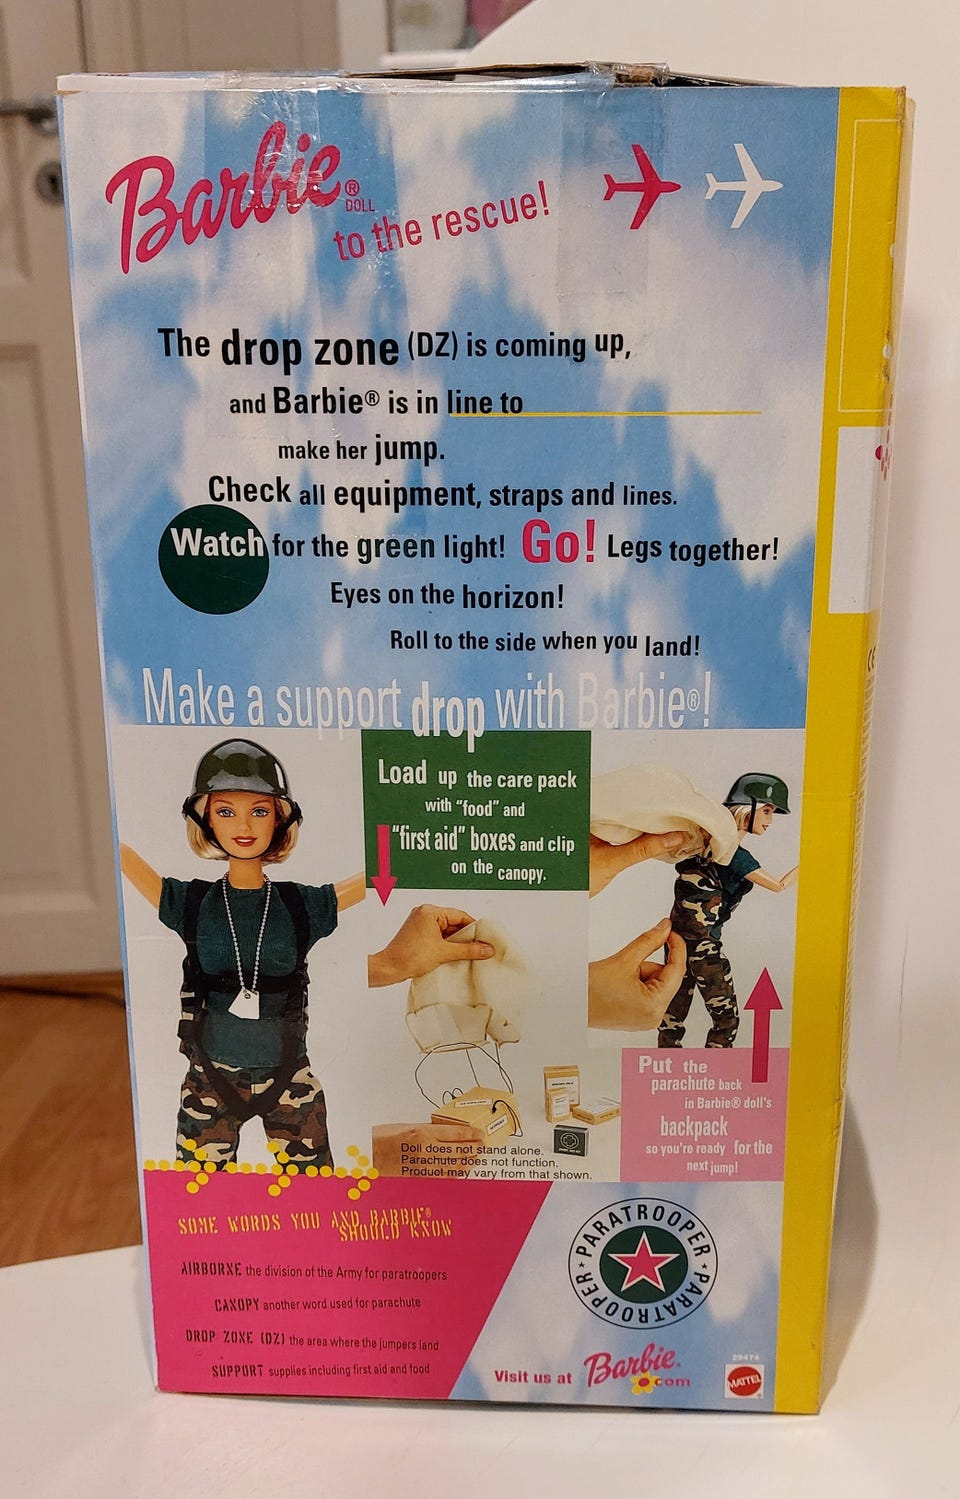 Barbie®
DOLL
to the rescue!
The drop zone (DZ) is coming up,
and Barbie® is in line to
make her jump.
Check all equipment, straps and lines.
Watch for the green light! Go! Legs together!
Eyes on the horizon!
Roll to the side when you land!
Make a support drop with Barbie®!
Load up the care pack
with "food" and
"first aid" boxes and clip
on the canopy.
Put the
parachute back
in Barbie® doll's
backpack
so you're ready for the
next jump!
Doll does not stand alone.
Parachute does not function.
Product may vary from that shown.
SOME WORDS YOU AND BARBIE®
SHOULD KNOW
AIRBORNE the division of the Army for paratroopers
CANOPY another word used for parachute
DROP ZONE (DZ) the area where the jumpers land
SUPPORT supplies including first aid and food
PARATROOPER ★ PARATROOPER ★
Visit us at Barbie.com
29474
MATTEL